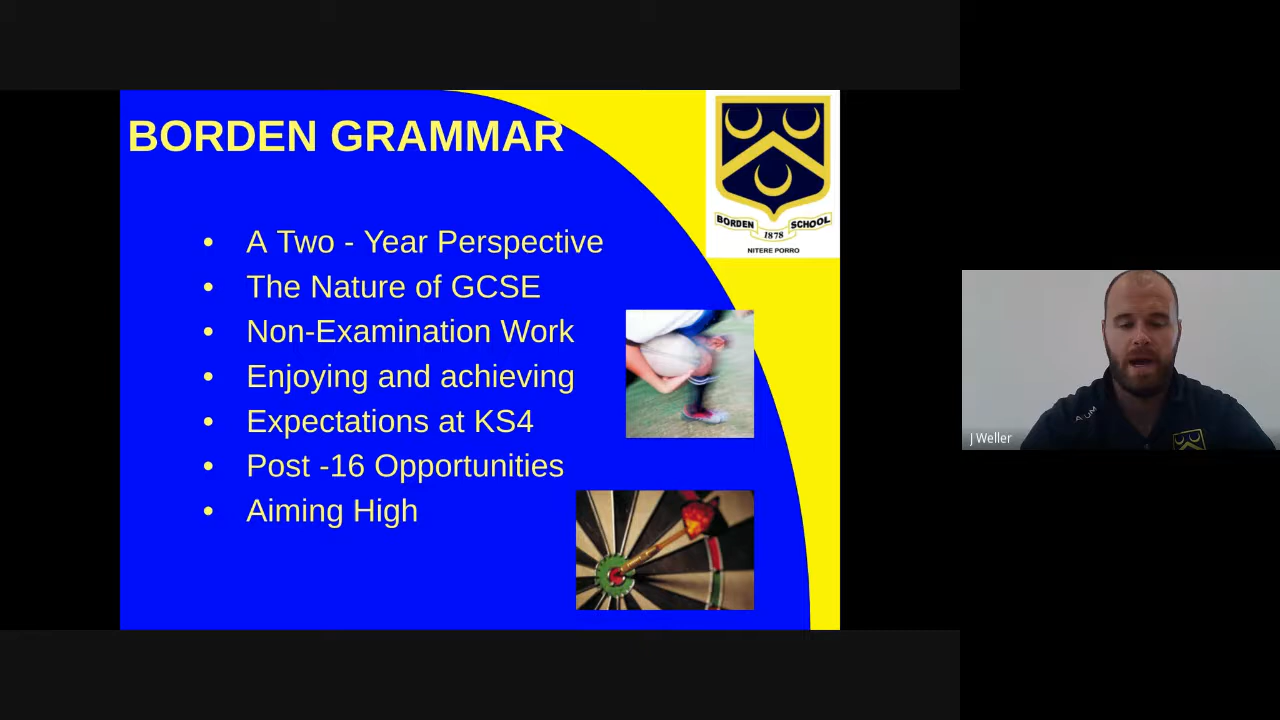 BORDEN GRAMMAR
BORDEN SCHOOL
1878
NITERE PORRO
• A Two - Year Perspective
• The Nature of GCSE
• Non-Examination Work
• Enjoying and achieving
• Expectations at KS4
• Post -16 Opportunities
• Aiming High
J Weller